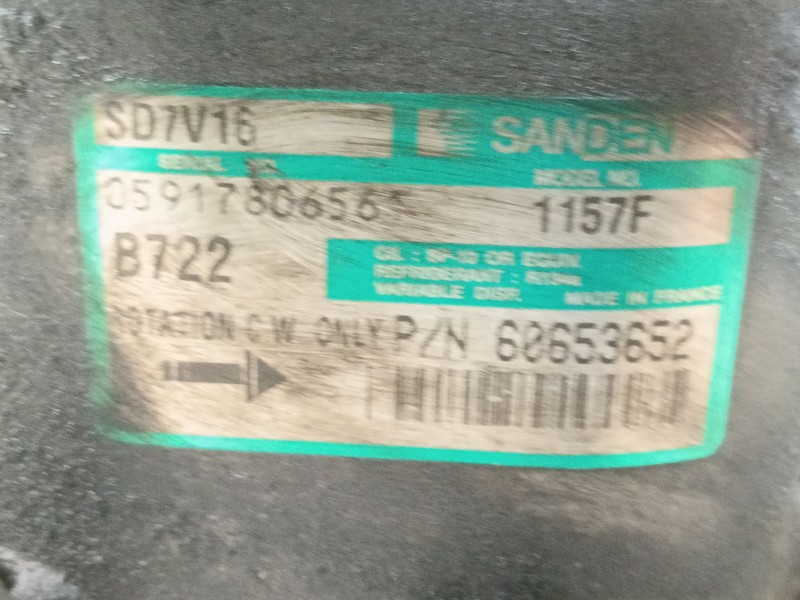 SD7V16 SANDEN
SERIAL NO. MODEL NO.
1157F
B722
OIL : SP-10 OR EQUIV.
REFRIGERANT : R134a
VARIABLE DISP. MADE IN FRANCE
ROTATION C.W. ONLY P/N 60653652